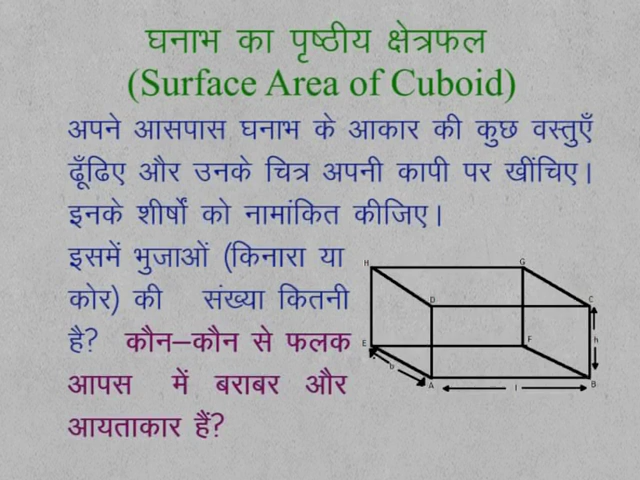 घनाभ का पृष्ठीय क्षेत्रफल
(Surface Area of Cuboid)
अपने आसपास घनाभ के आकार की कुछ वस्तुएँ
ढूँढिए और उनके चित्र अपनी कापी पर खींचिए।
इनके शीर्षों को नामांकित कीजिए।
इसमें भुजाओं (किनारा या
कोर) की संख्या कितनी
है? कौन–कौन से फलक
आपस में बराबर और
आयताकार हैं?
H G
D C
E F h
b
A l B